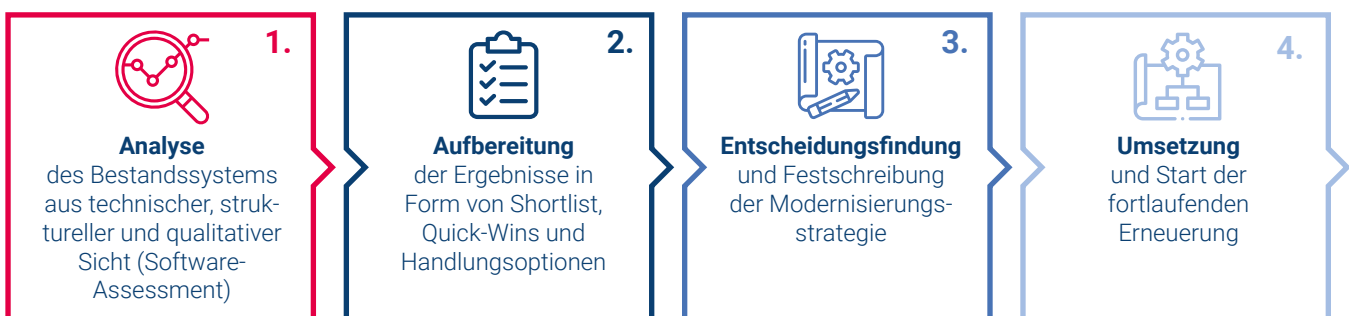 1.
Analyse
des Bestandssystems
aus technischer, struk-
tureller und qualitativer
Sicht (Software-
Assessment)
2.
Aufbereitung
der Ergebnisse in
Form von Shortlist,
Quick-Wins und
Handlungsoptionen
3.
Entscheidungsfindung
und Festschreibung
der Modernisierungs-
strategie
4.
Umsetzung
und Start der
fortlaufenden
Erneuerung